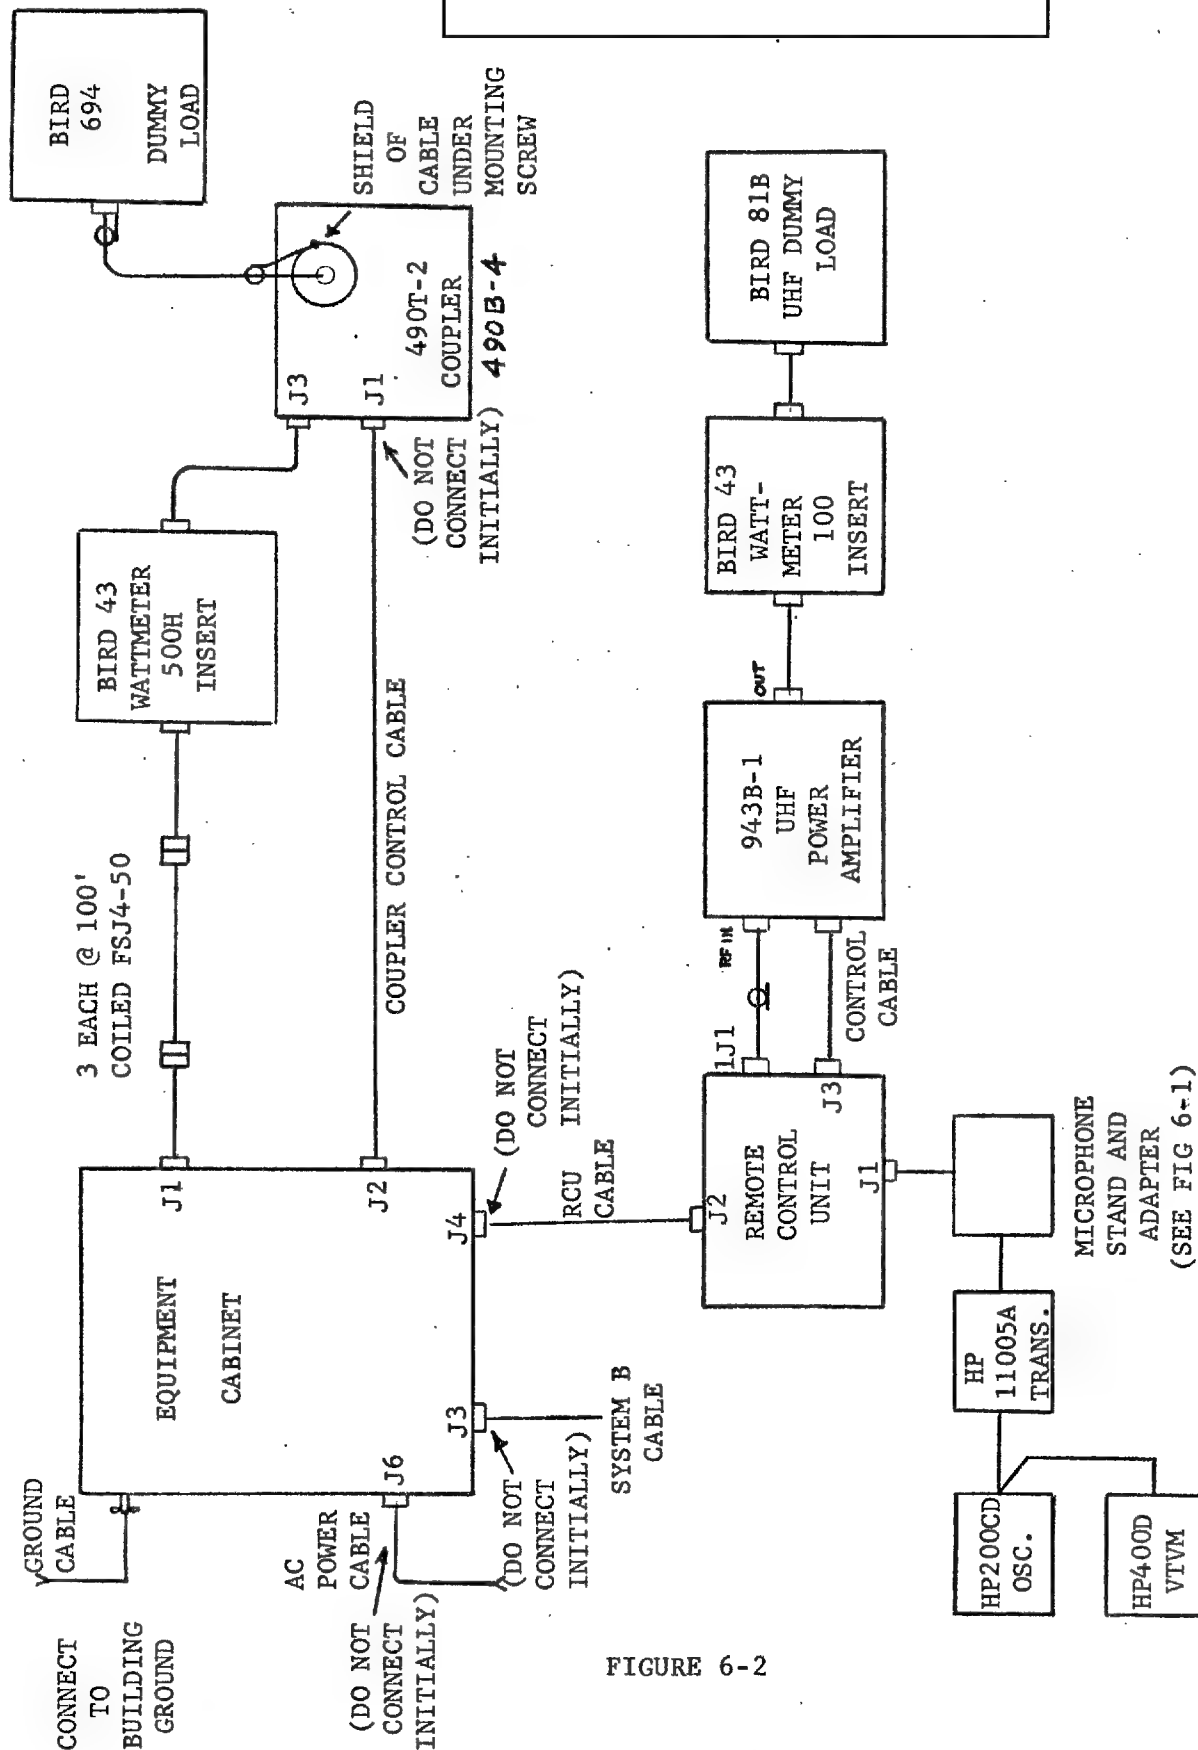 CONNECT
TO
BUILDING
GROUND
GROUND
CABLE
EQUIPMENT
CABINET
J1
J2
J3
J4
J6
AC
POWER
CABLE
(DO NOT
CONNECT
INITIALLY)
(DO NOT
CONNECT
INITIALLY)
(DO NOT
CONNECT
INITIALLY)
SYSTEM B
CABLE
RCU
CABLE
3 EACH @ 100'
COILED FSJ4-50
BIRD 43
WATTMETER
500H
INSERT
COUPLER CONTROL CABLE
J3
J1
490T-2
COUPLER
490B-4
(DO NOT
CONNECT
INITIALLY)
BIRD
694
DUMMY
LOAD
SHIELD
OF
CABLE
UNDER
MOUNTING
SCREW
REMOTE
CONTROL
UNIT
J2
1J1
J3
J1
RF IN
CONTROL
CABLE
943B-1
UHF
POWER
AMPLIFIER
OUT
BIRD 43
WATT-
METER
100
INSERT
BIRD 81B
UHF DUMMY
LOAD
HP200CD
OSC.
HP400D
VTVM
HP
11005A
TRANS.
MICROPHONE
STAND AND
ADAPTER
(SEE FIG 6-1)
FIGURE 6-2